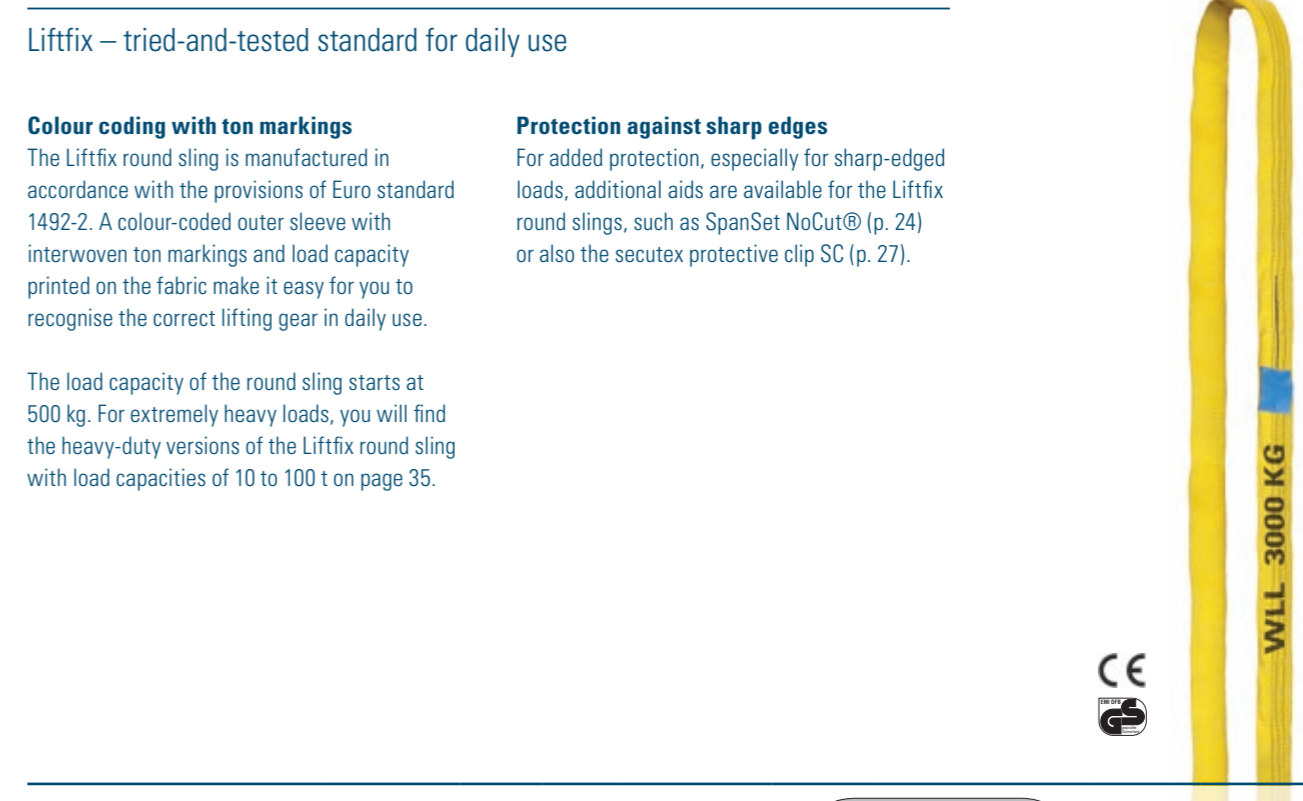 Liftfix – tried-and-tested standard for daily use
Colour coding with ton markings
The Liftfix round sling is manufactured in
accordance with the provisions of Euro standard
1492-2. A colour-coded outer sleeve with
interwoven ton markings and load capacity
printed on the fabric make it easy for you to
recognise the correct lifting gear in daily use.
The load capacity of the round sling starts at
500 kg. For extremely heavy loads, you will find
the heavy-duty versions of the Liftfix round sling
with load capacities of 10 to 100 t on page 35.
Protection against sharp edges
For added protection, especially for sharp-edged
loads, additional aids are available for the Liftfix
round slings, such as SpanSet NoCut® (p. 24)
or also the secutex protective clip SC (p. 27).
WLL 3000 KG
CE
GS